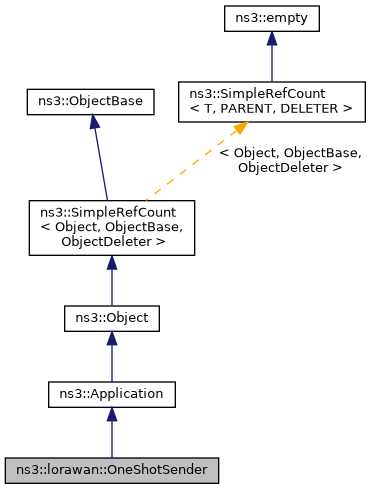 ns3::empty
ns3::ObjectBase
ns3::SimpleRefCount
< T, PARENT, DELETER >
< Object, ObjectBase,
ObjectDeleter >
ns3::SimpleRefCount
< Object, ObjectBase,
ObjectDeleter >
ns3::Object
ns3::Application
ns3::lorawan::OneShotSender